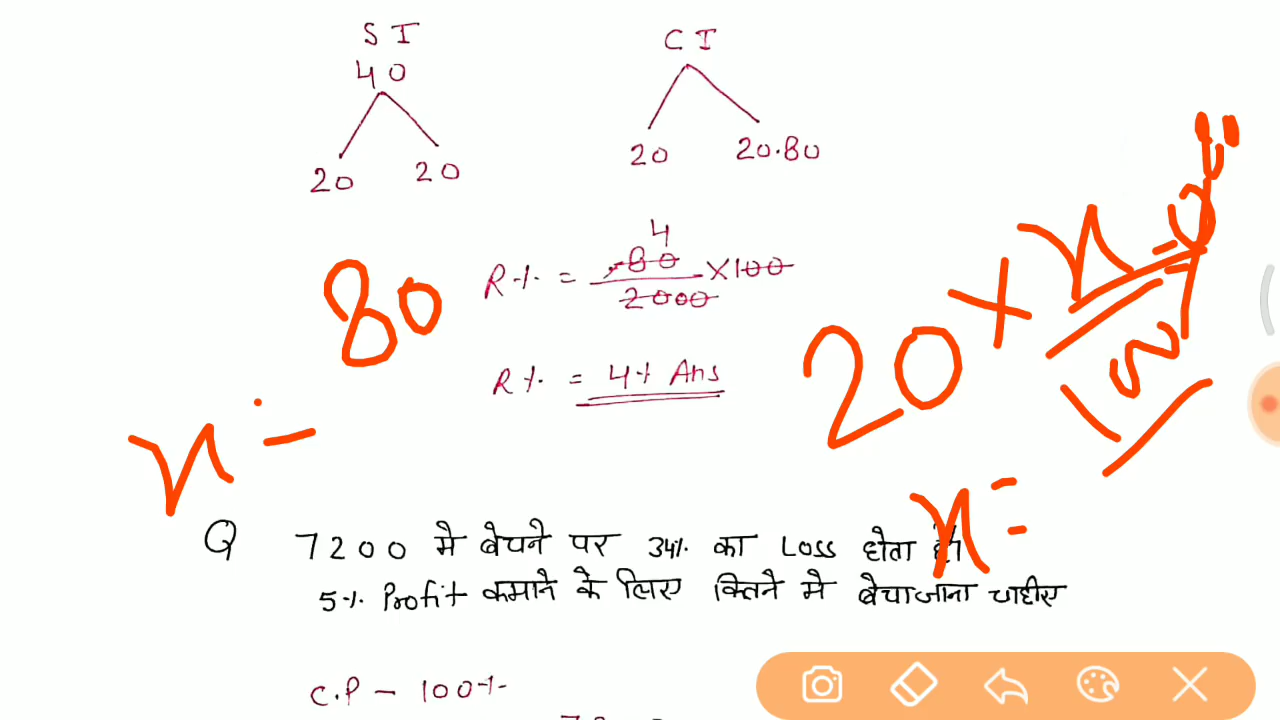 S I
C I
40
20 20
20 20.80
4
R% = .80/2000 × 100
80
20 × x
R% = 4% Ans
x =
x =
Q 7200 मे बेचने पर 34% का Loss होता है।
5% Profit कमाने के लिए कितने मे बेचाजाना चाहीए
C.P - 100%